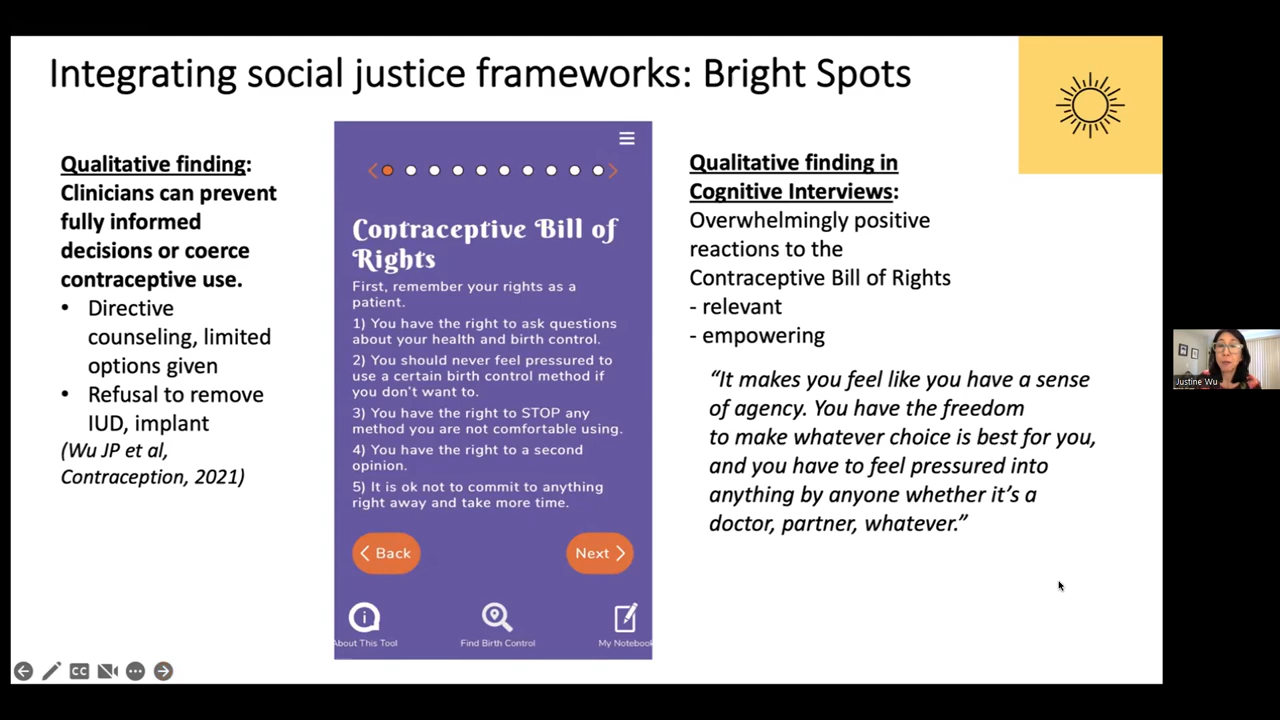 Integrating social justice frameworks: Bright Spots
Qualitative finding:
Clinicians can prevent
fully informed
decisions or coerce
contraceptive use.
• Directive
counseling, limited
options given
• Refusal to remove
IUD, implant
(Wu JP et al,
Contraception, 2021)
Contraceptive Bill of
Rights
First, remember your rights as a
patient.
1) You have the right to ask questions
about your health and birth control.
2) You should never feel pressured to
use a certain birth control method if
you don't want to.
3) You have the right to STOP any
method you are not comfortable using.
4) You have the right to a second
opinion.
5) It is ok not to commit to anything
right away and take more time.
Back
Next
About This Tool
Find Birth Control
My Notebook
Qualitative finding in
Cognitive Interviews:
Overwhelmingly positive
reactions to the
Contraceptive Bill of Rights
- relevant
- empowering
“It makes you feel like you have a sense
of agency. You have the freedom
to make whatever choice is best for you,
and you have to feel pressured into
anything by anyone whether it’s a
doctor, partner, whatever.”
Justine Wu
CC